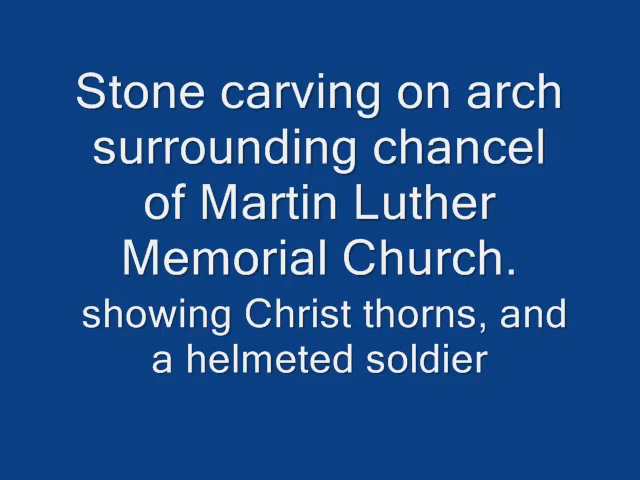 Stone carving on arch
surrounding chancel
of Martin Luther
Memorial Church.
showing Christ thorns, and
a helmeted soldier